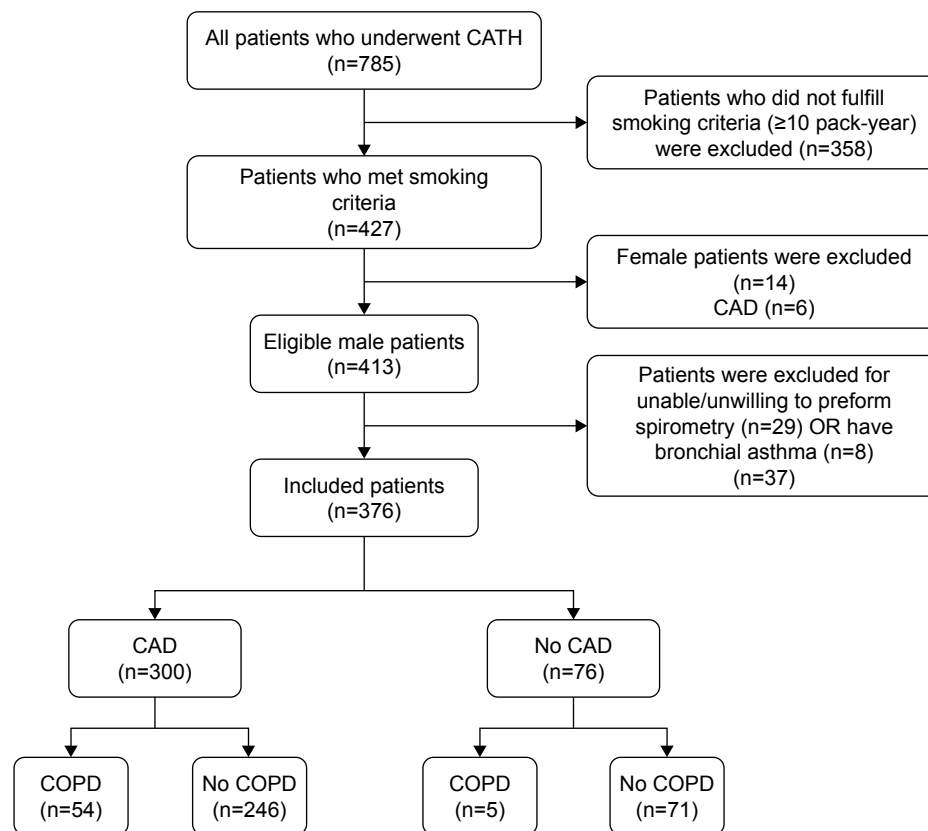 All patients who underwent CATH
(n=785)
Patients who did not fulfill
smoking criteria (≥10 pack-year)
were excluded (n=358)
Patients who met smoking
criteria
(n=427)
Female patients were excluded
(n=14)
CAD (n=6)
Eligible male patients
(n=413)
Patients were excluded for
unable/unwilling to preform
spirometry (n=29) OR have
bronchial asthma (n=8)
(n=37)
Included patients
(n=376)
CAD
(n=300)
No CAD
(n=76)
COPD
(n=54)
No COPD
(n=246)
COPD
(n=5)
No COPD
(n=71)